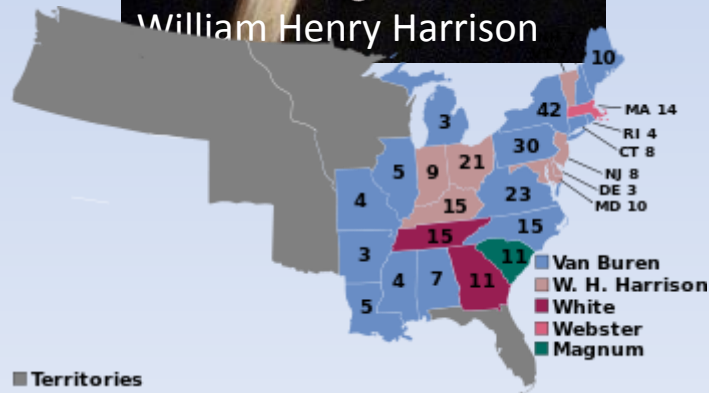 William Henry Harrison
10
42
MA 14
3
RI 4
30
CT 8
5
9
21
NJ 8
DE 3
4
15
23
MD 10
15
15
3
11
Van Buren
4
7
11
W. H. Harrison
5
White
Webster
Magnum
Territories